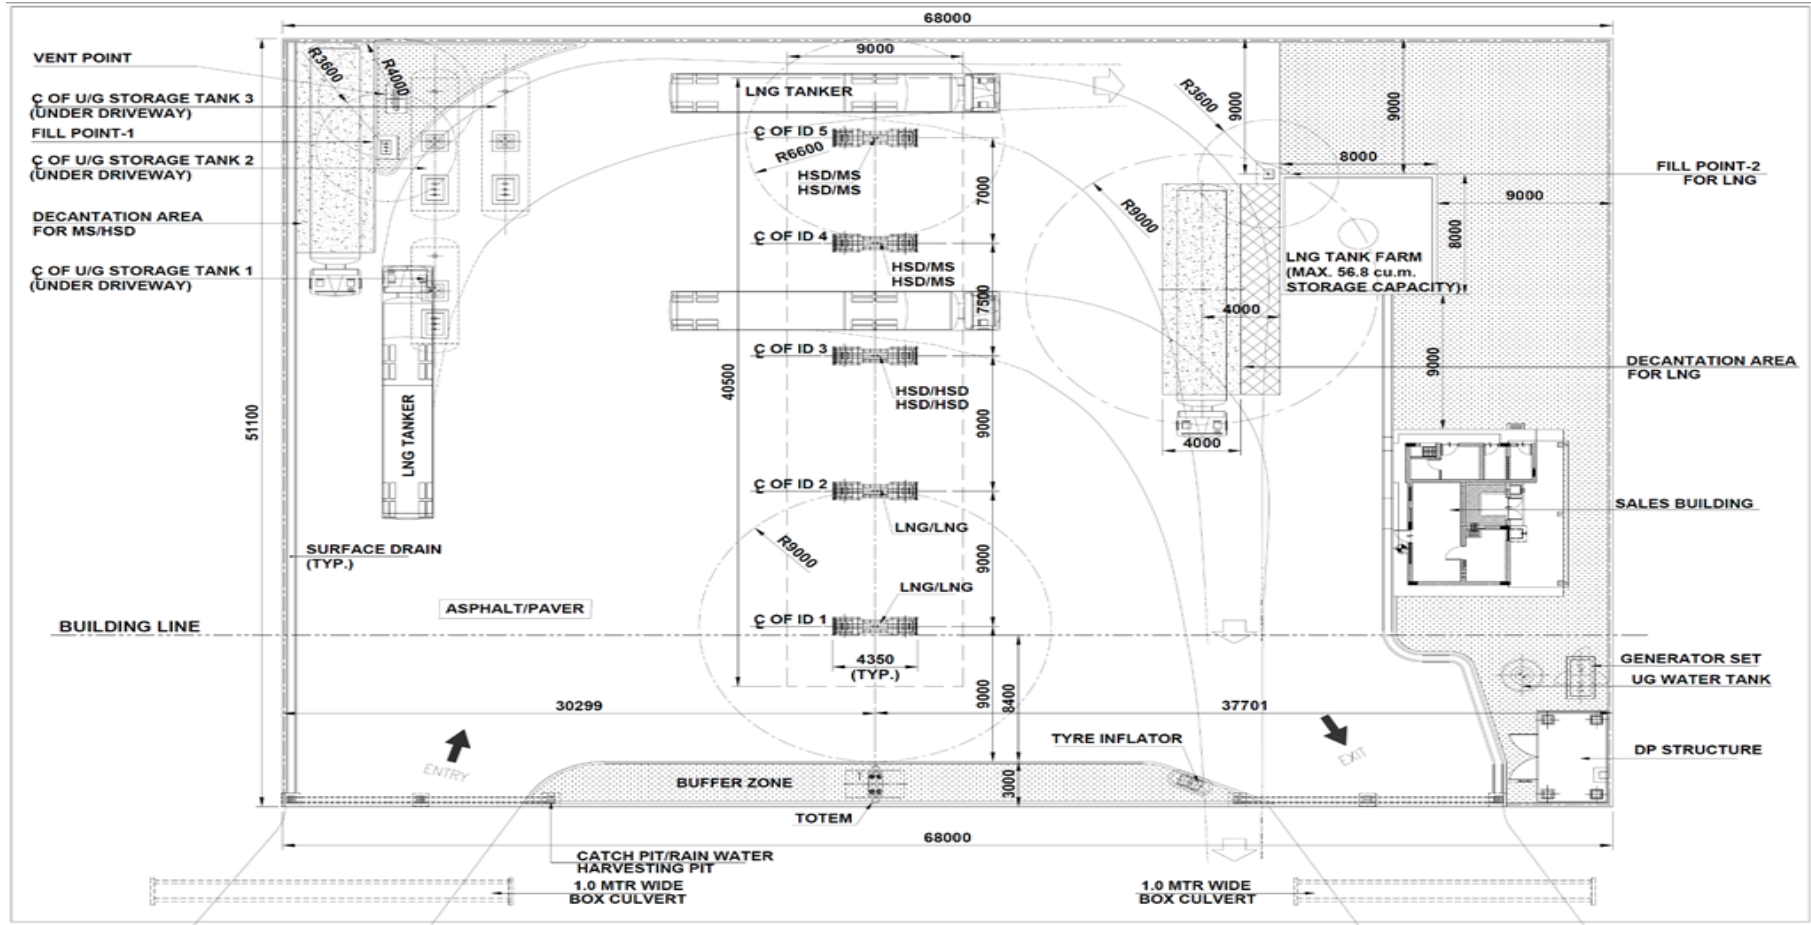 68000
9000
VENT POINT
R3600
R4000
LNG TANKER
℄ OF U/G STORAGE TANK 3
(UNDER DRIVEWAY)
FILL POINT-1
℄ OF U/G STORAGE TANK 2
(UNDER DRIVEWAY)
℄ OF ID 5
R6600
HSD/MS
HSD/MS
7000
R3600
9000
9000
8000
FILL POINT-2
FOR LNG
9000
8000
R9000
DECANTATION AREA
FOR MS/HSD
℄ OF ID 4
HSD/MS
HSD/MS
℄ OF U/G STORAGE TANK 1
(UNDER DRIVEWAY)
LNG TANK FARM
(MAX. 56.8 cu.m.
STORAGE CAPACITY)
7500
4000
℄ OF ID 3
40500
HSD/HSD
HSD/HSD
9000
9000
DECANTATION AREA
FOR LNG
51100
LNG TANKER
4000
℄ OF ID 2
LNG/LNG
SALES BUILDING
SURFACE DRAIN
(TYP.)
R9000
9000
LNG/LNG
ASPHALT/PAVER
BUILDING LINE
℄ OF ID 1
4350
(TYP.)
GENERATOR SET
UG WATER TANK
9000
8400
30299
37701
ENTRY
TYRE INFLATOR
EXIT
DP STRUCTURE
BUFFER ZONE
T
3000
TOTEM
68000
CATCH PIT/RAIN WATER
HARVESTING PIT
1.0 MTR WIDE
BOX CULVERT
1.0 MTR WIDE
BOX CULVERT